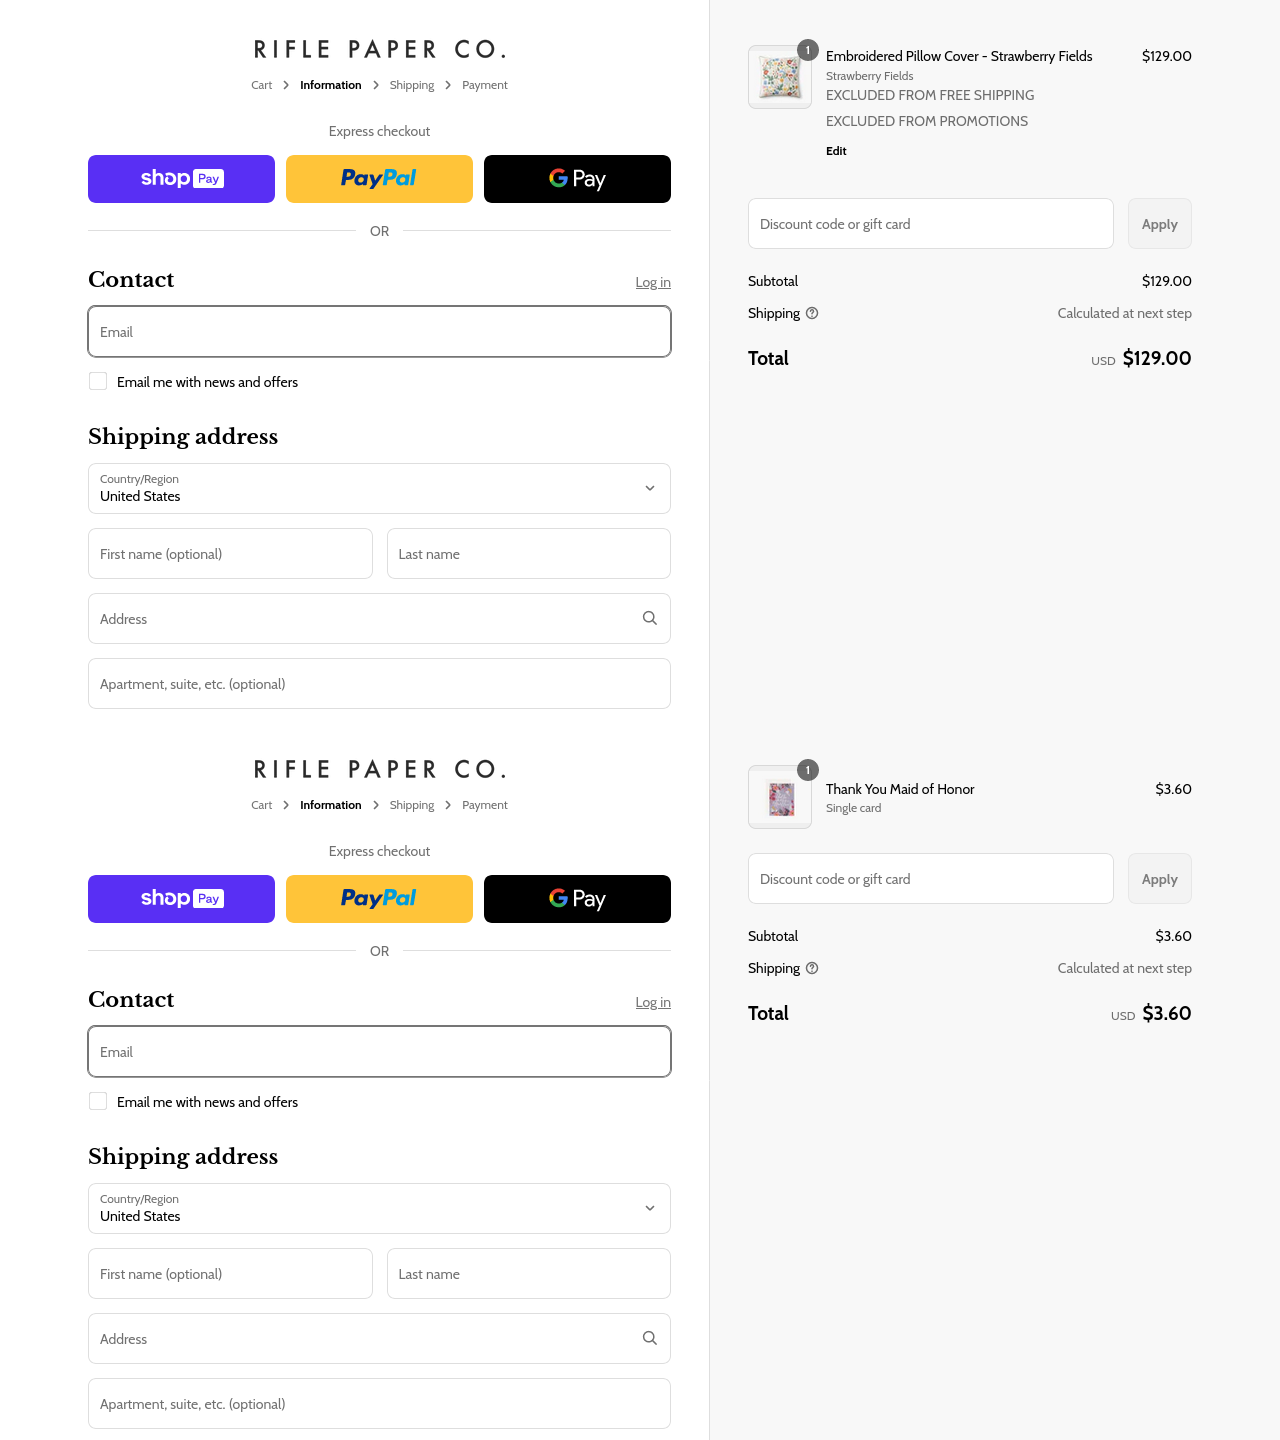 RIFLE PAPER CO.
Cart > Information > Shipping > Payment
Express checkout
shop Pay
PayPal
G Pay
OR
Contact
Log in
Email
Email me with news and offers
Shipping address
Country/Region
United States
First name (optional)
Last name
Address
Apartment, suite, etc. (optional)
1
Embroidered Pillow Cover - Strawberry Fields
$129.00
Strawberry Fields
EXCLUDED FROM FREE SHIPPING
EXCLUDED FROM PROMOTIONS
Edit
Discount code or gift card
Apply
Subtotal
$129.00
Shipping
Calculated at next step
Total
USD $129.00
RIFLE PAPER CO.
Cart > Information > Shipping > Payment
Express checkout
shop Pay
PayPal
G Pay
OR
Contact
Log in
Email
Email me with news and offers
Shipping address
Country/Region
United States
First name (optional)
Last name
Address
Apartment, suite, etc. (optional)
1
Thank You Maid of Honor
$3.60
Single card
Discount code or gift card
Apply
Subtotal
$3.60
Shipping
Calculated at next step
Total
USD $3.60